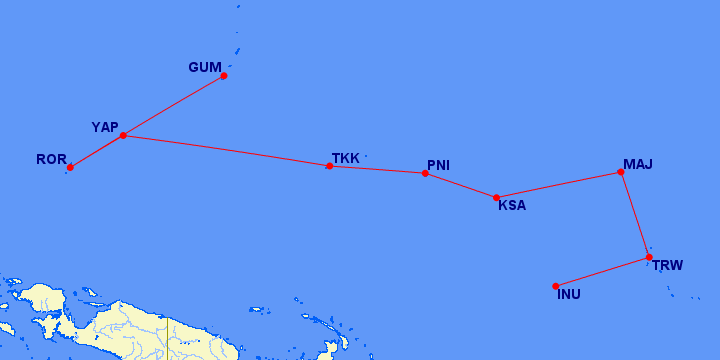 GUM
YAP
ROR
TKK
PNI
MAJ
KSA
TRW
INU